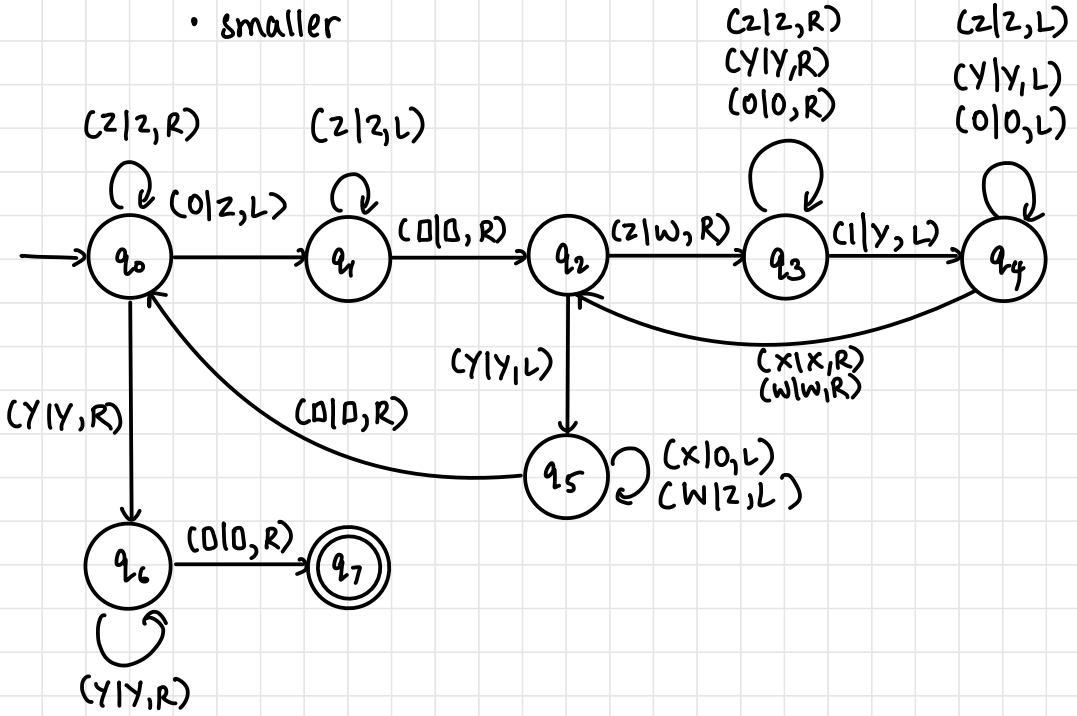 • smaller
(z|z,R)
(z|z,L)
(z|z,R)
(Y|Y,R)
(0|0,R)
(z|z,L)
(Y|Y,L)
(0|0,L)
(0|z,L)
(□|□,R)
(z|w,R)
(1|Y,L)
q0
q1
q2
q3
q4
(Y|Y,L)
(X|X,R)
(W|W,R)
(Y|Y,R)
(□|□,R)
q5
(X|0,L)
(W|Z,L)
(□|□,R)
q6
q7
(Y|Y,R)